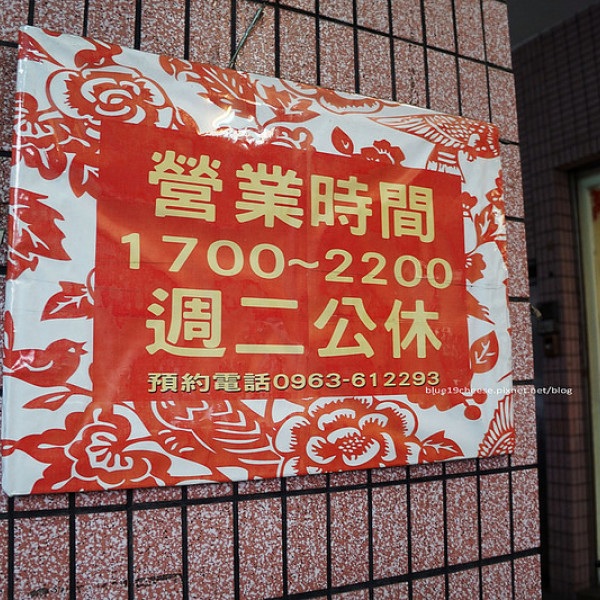 營業時間
1700~2200
週二公休
預約電話0963-612293
blue19cheese.pixnet.net/blog